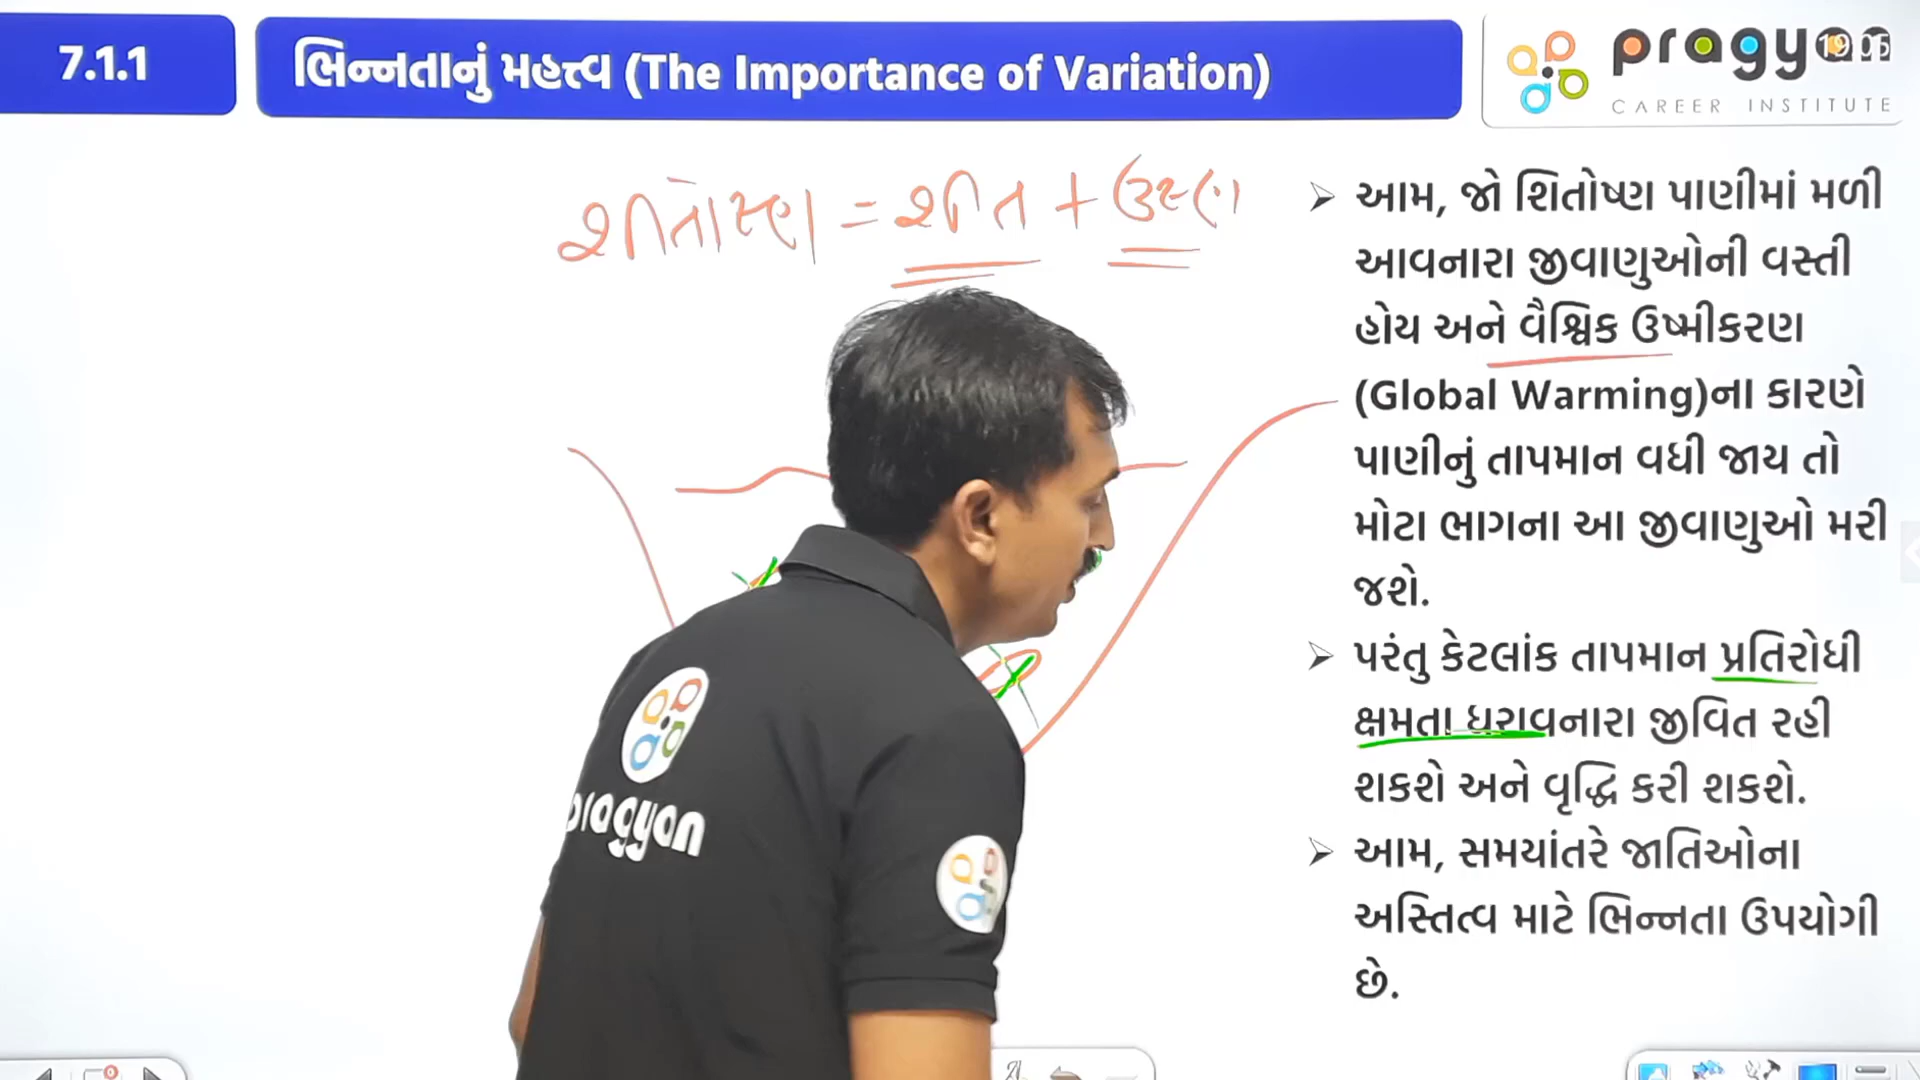 7.1.1
ભિન્નતાનું મહત્ત્વ (The Importance of Variation)
pragyan
19:05
CAREER INSTITUTE
શીતોષ્ણ = શીત + ઉષ્ણ
➢ આમ, જો શિતોષ્ણ પાણીમાં મળી
આવનારા જીવાણુઓની વસ્તી
હોય અને વૈશ્વિક ઉષ્મીકરણ
(Global Warming)ના કારણે
પાણીનું તાપમાન વધી જાય તો
મોટા ભાગના આ જીવાણુઓ મરી
જશે.
➢ પરંતુ કેટલાંક તાપમાન પ્રતિરોધી
ક્ષમતા ધરાવનારા જીવિત રહી
શકશે અને વૃદ્ધિ કરી શકશે.
➢ આમ, સમયાંતરે જાતિઓના
અસ્તિત્વ માટે ભિન્નતા ઉપયોગી
છે.
pragyan